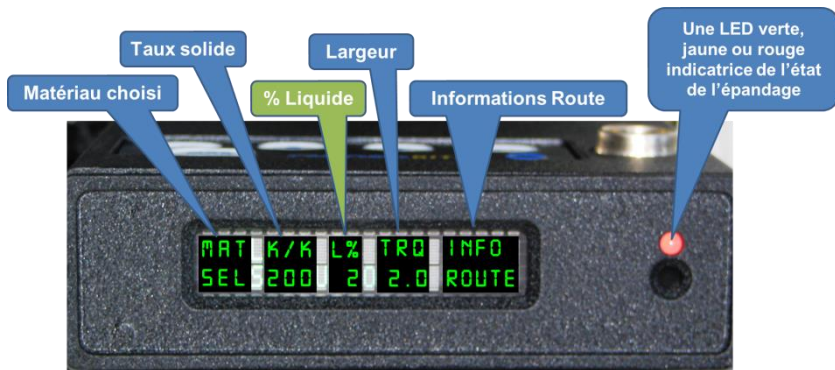 Une LED verte,
jaune ou rouge
indicatrice de l'état
de l'épandage
Taux solide
Largeur
Matériau choisi
% Liquide
Informations Route
MAT K/K L% TRQ INFO
SEL 200 2 2.0 ROUTE